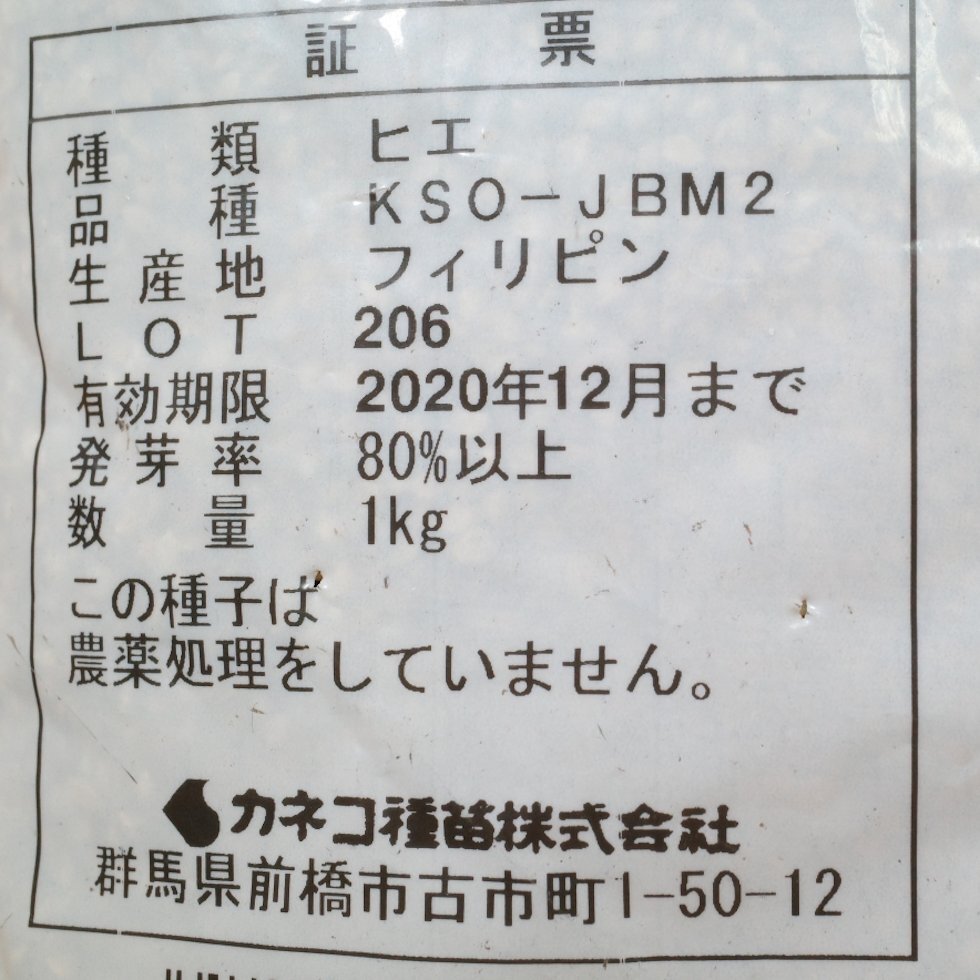 証票
種類 ヒエ
品種 KSO-JBM2
生産地 フィリピン
LOT 206
有効期限 2020年12月まで
発芽率 80%以上
数量 1kg
この種子は
農薬処理をしていません。
カネコ種苗株式会社
群馬県前橋市古市町1-50-12